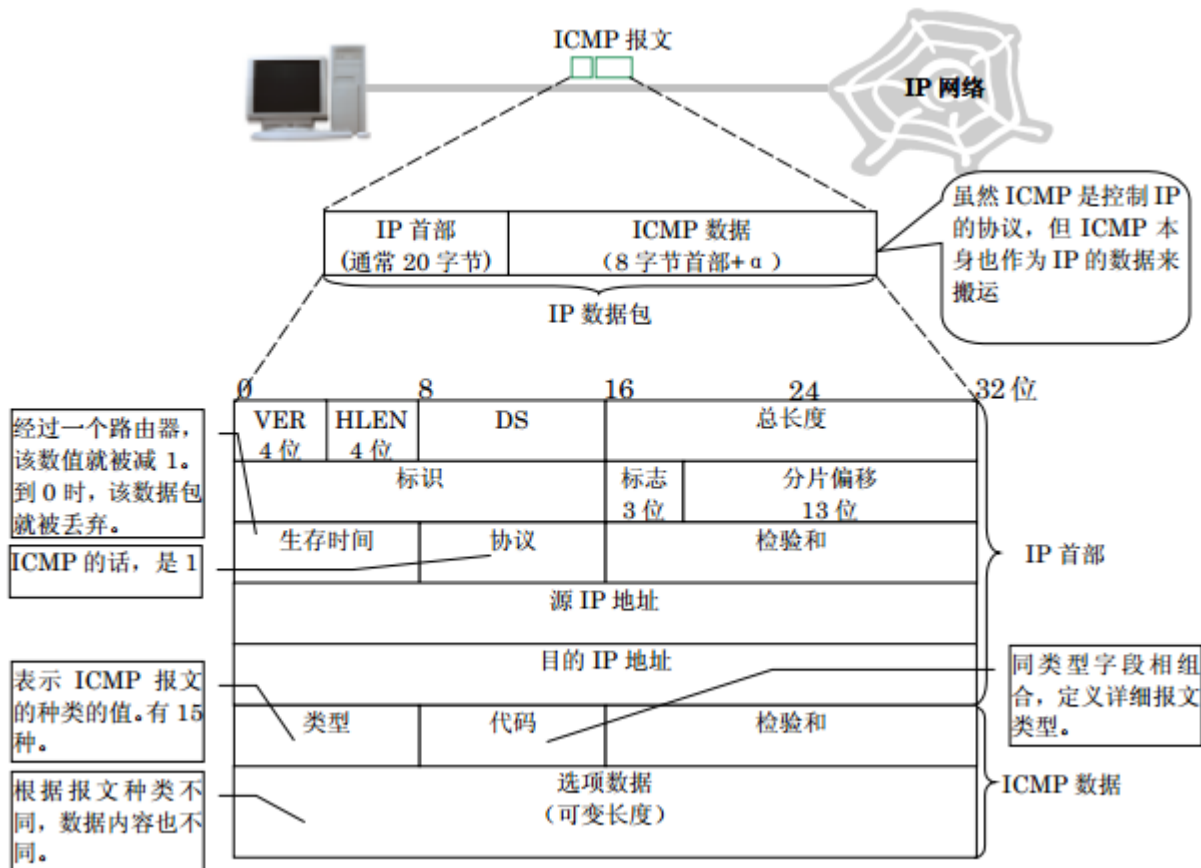 ICMP 报文
IP 网络
IP 首部
(通常 20 字节)
ICMP 数据
(8 字节首部+α)
虽然 ICMP 是控制 IP
的协议，但 ICMP 本
身也作为 IP 的数据来
搬运
IP 数据包
0 8 16 24 32 位
VER
4 位
HLEN
4 位
DS
总长度
经过一个路由器，
该数值就被减 1。
到 0 时，该数据包
就被丢弃。
标识
标志
3 位
分片偏移
13 位
生存时间
协议
检验和
ICMP 的话，是 1
IP 首部
源 IP 地址
目的 IP 地址
表示 ICMP 报文
的种类的值。有 15
种。
同类型字段相组
合，定义详细报文
类型。
类型
代码
检验和
选项数据
（可变长度）
ICMP 数据
根据报文种类不
同，数据内容也不
同。